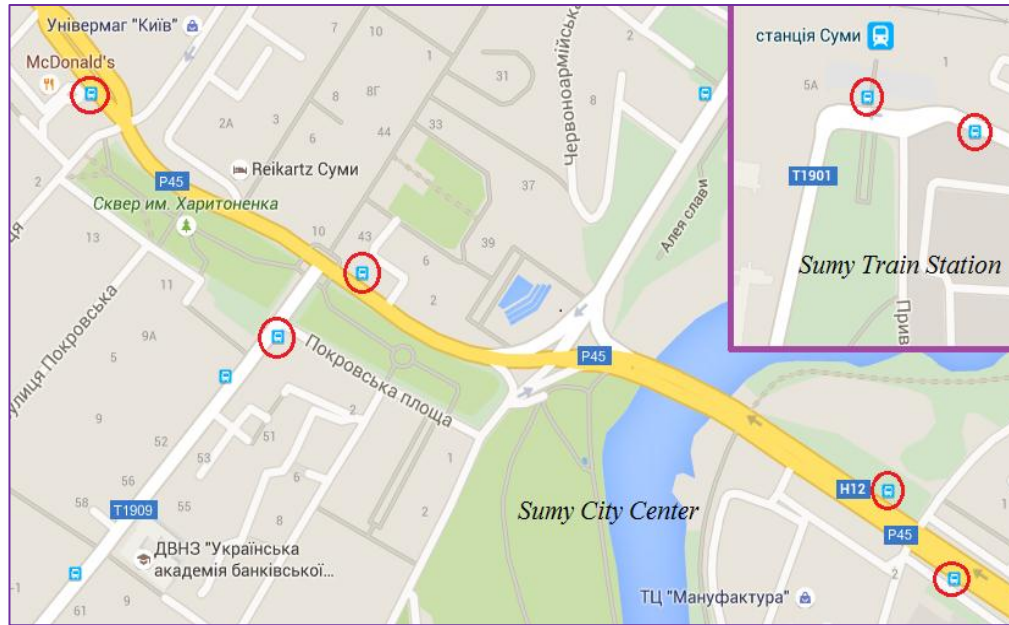 Універмаг "Київ"
McDonald's
10
8
8Г
31
2
8
Червоноармійська
2А
3
6
44
33
37
Reikartz Суми
P45
Сквер им. Харитоненка
2
13
11
10
43
6
39
2
Алея слави
9А
5
улиця Покровська
Покровська площа
P45
9
52
53
51
2
6
1
58
56
55
8
2
T1909
ДВНЗ "Українська
академія банківської...
9
61
Sumy City Center
H12
P45
1
2
ТЦ "Мануфактура"
станція Суми
1
5А
T1901
Sumy Train Station
Прив